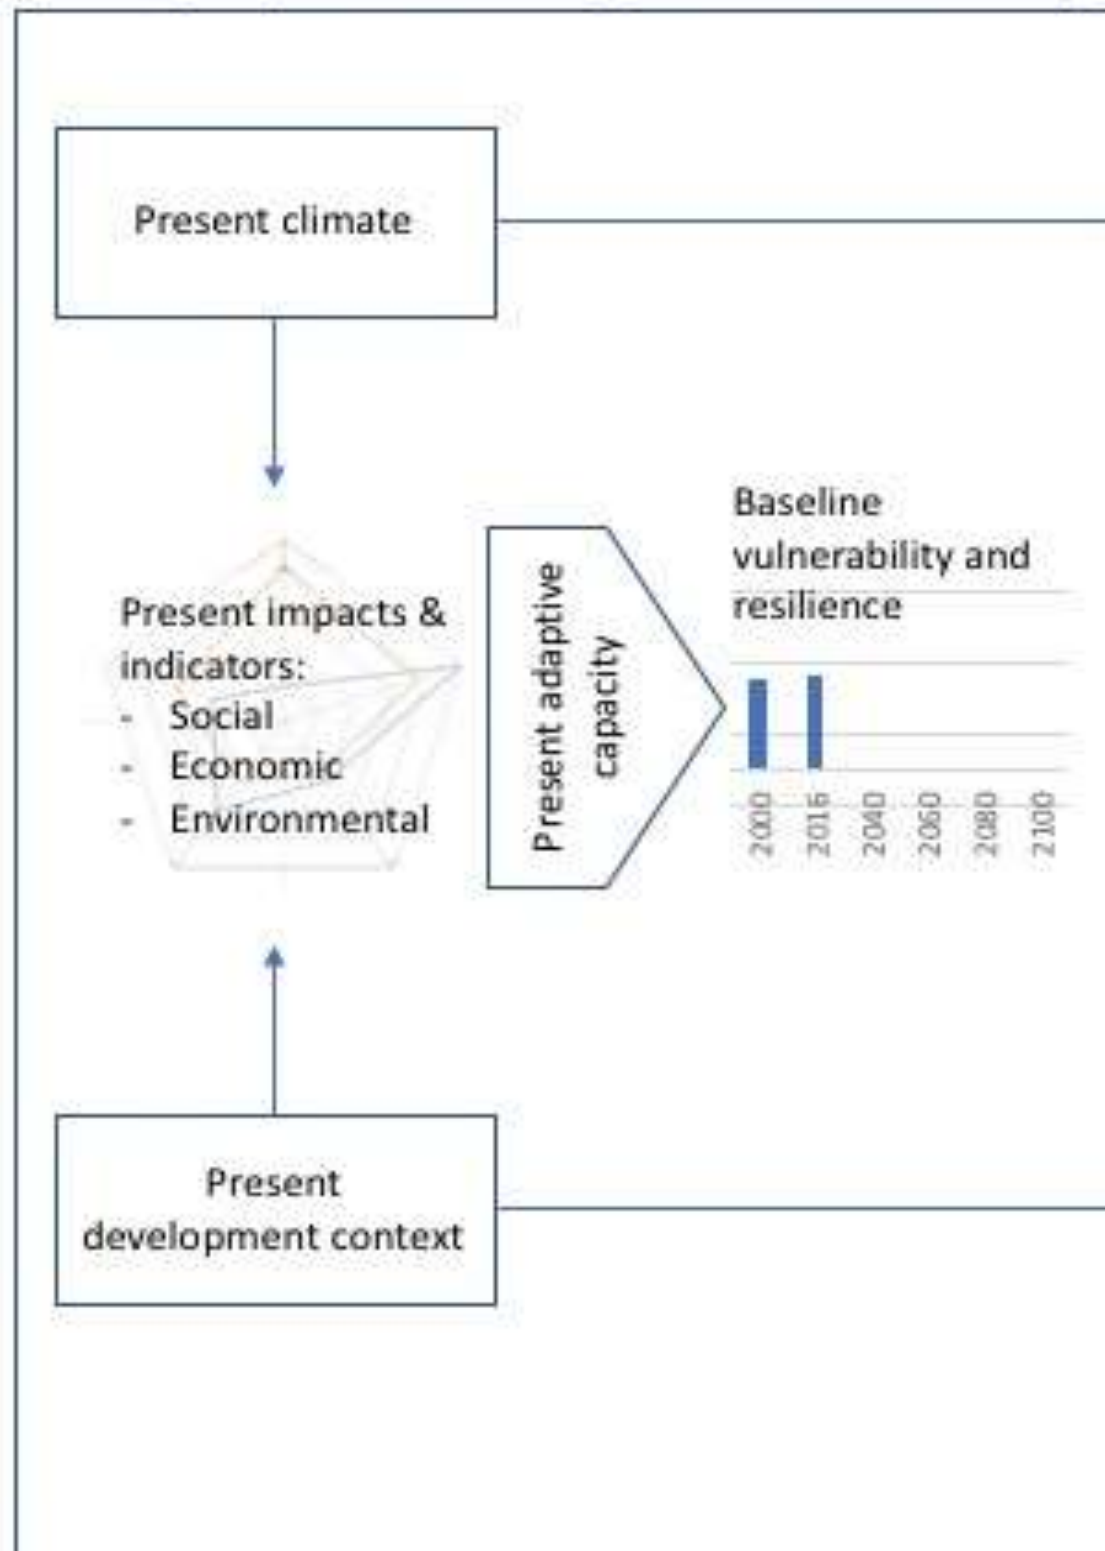 Present climate
Present impacts &
indicators:
- Social
- Economic
- Environmental
Present adaptive
capacity
Baseline
vulnerability and
resilience
2000
2016
2040
2060
2080
2100
Present
development context